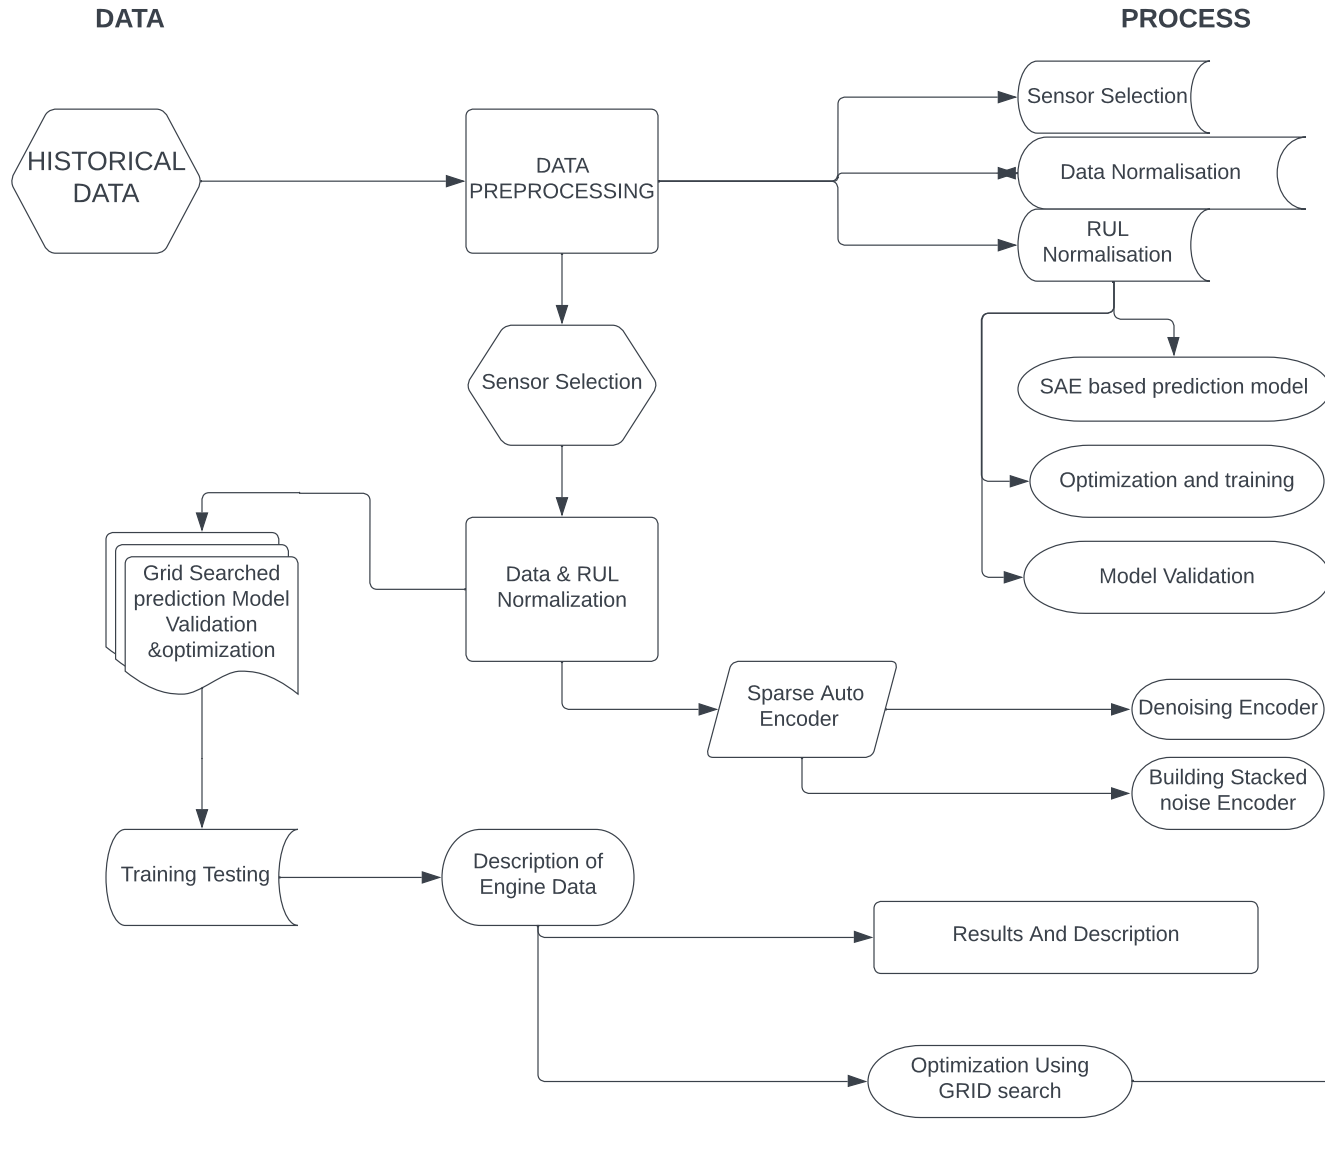 DATA
PROCESS
HISTORICAL
DATA
DATA
PREPROCESSING
Sensor Selection
Data Normalisation
RUL
Normalisation
Sensor Selection
SAE based prediction model
Optimization and training
Model Validation
Data & RUL
Normalization
Grid Searched
prediction Model
Validation
&optimization
Sparse Auto
Encoder
Denoising Encoder
Building Stacked
noise Encoder
Training Testing
Description of
Engine Data
Results And Description
Optimization Using
GRID search